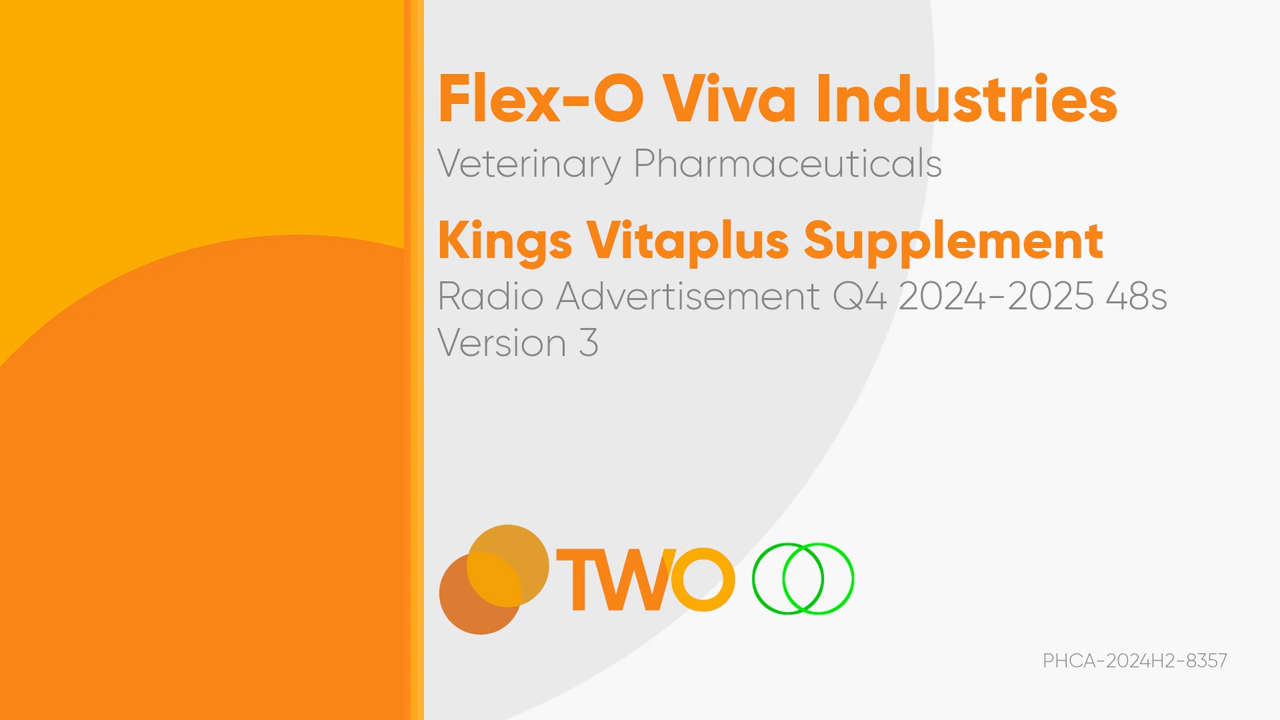 Flex-O Viva Industries
Veterinary Pharmaceuticals
Kings Vitaplus Supplement
Radio Advertisement Q4 2024-2025 48s
Version 3
TWO
PHCA-2024H2-8357